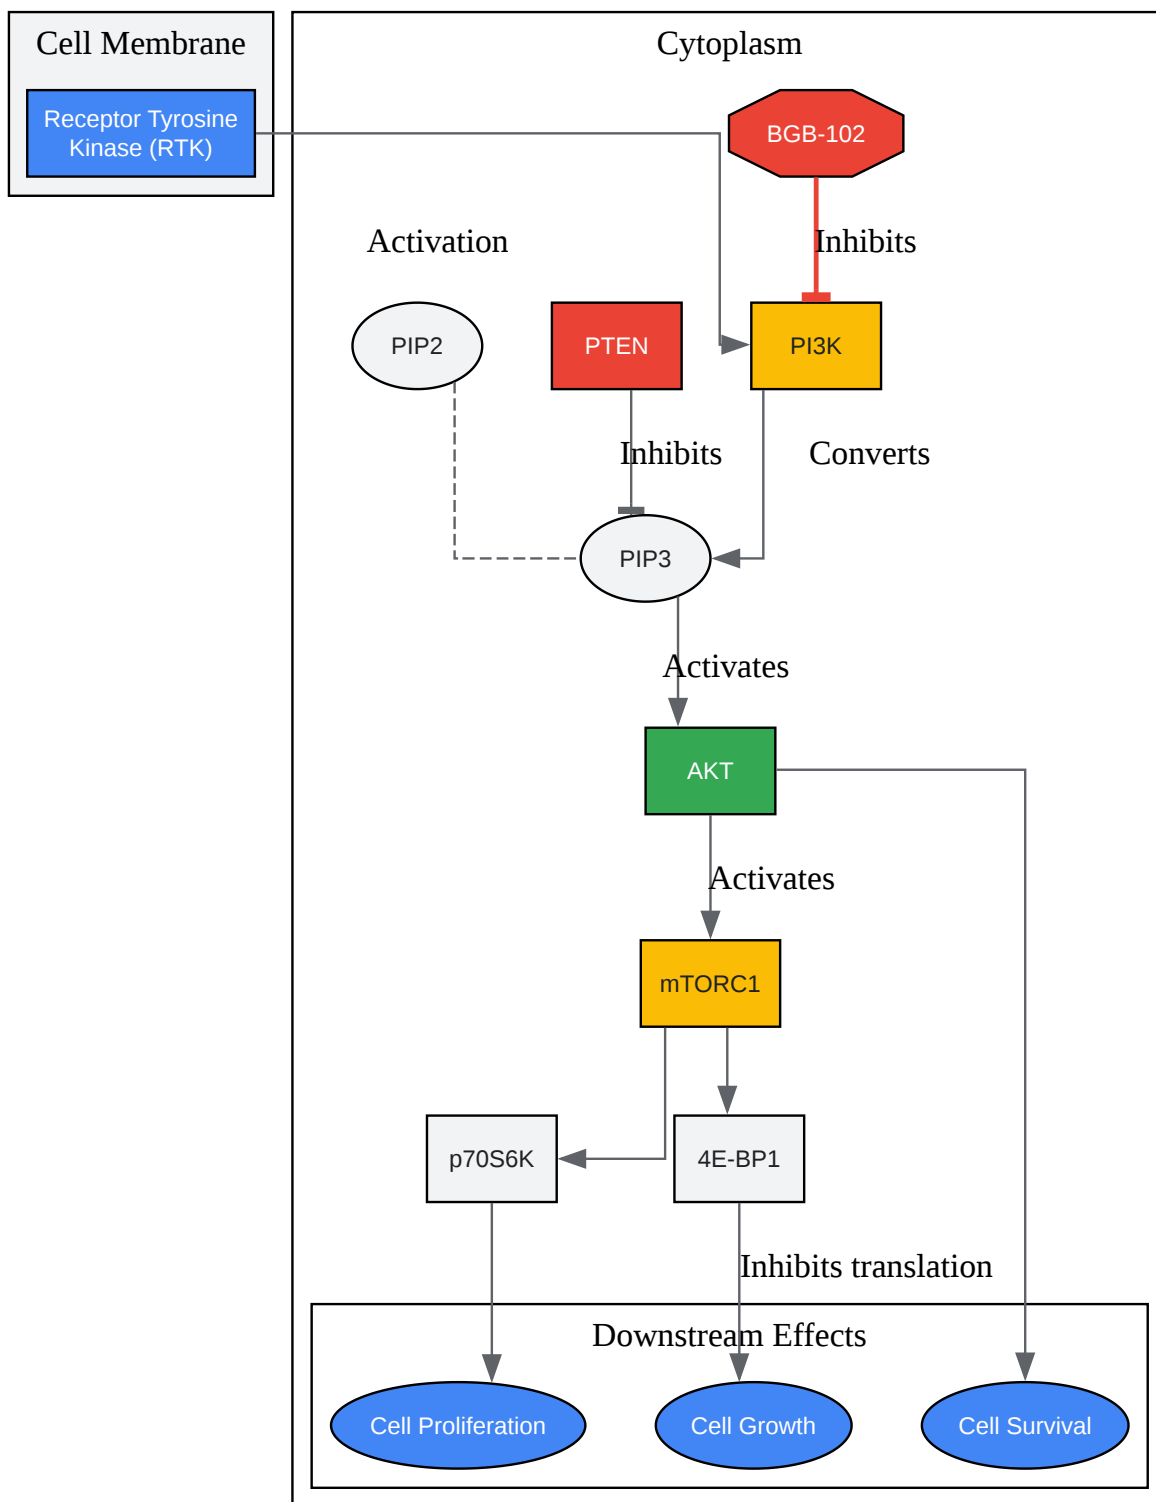 Cell Membrane
Cytoplasm
Receptor Tyrosine
Kinase (RTK)
BGB-102
Activation
Inhibits
PIP2
PTEN
PI3K
Inhibits
Converts
PIP3
Activates
AKT
Activates
mTORC1
p70S6K
4E-BP1
Inhibits translation
Downstream Effects
Cell Proliferation
Cell Growth
Cell Survival